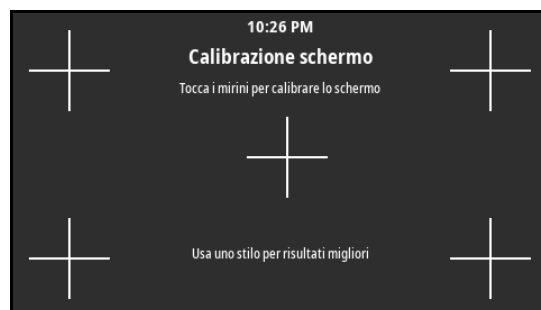 10:26 PM
Calibrazione schermo
Tocca i mirini per calibrare lo schermo
Usa uno stilo per risultati migliori